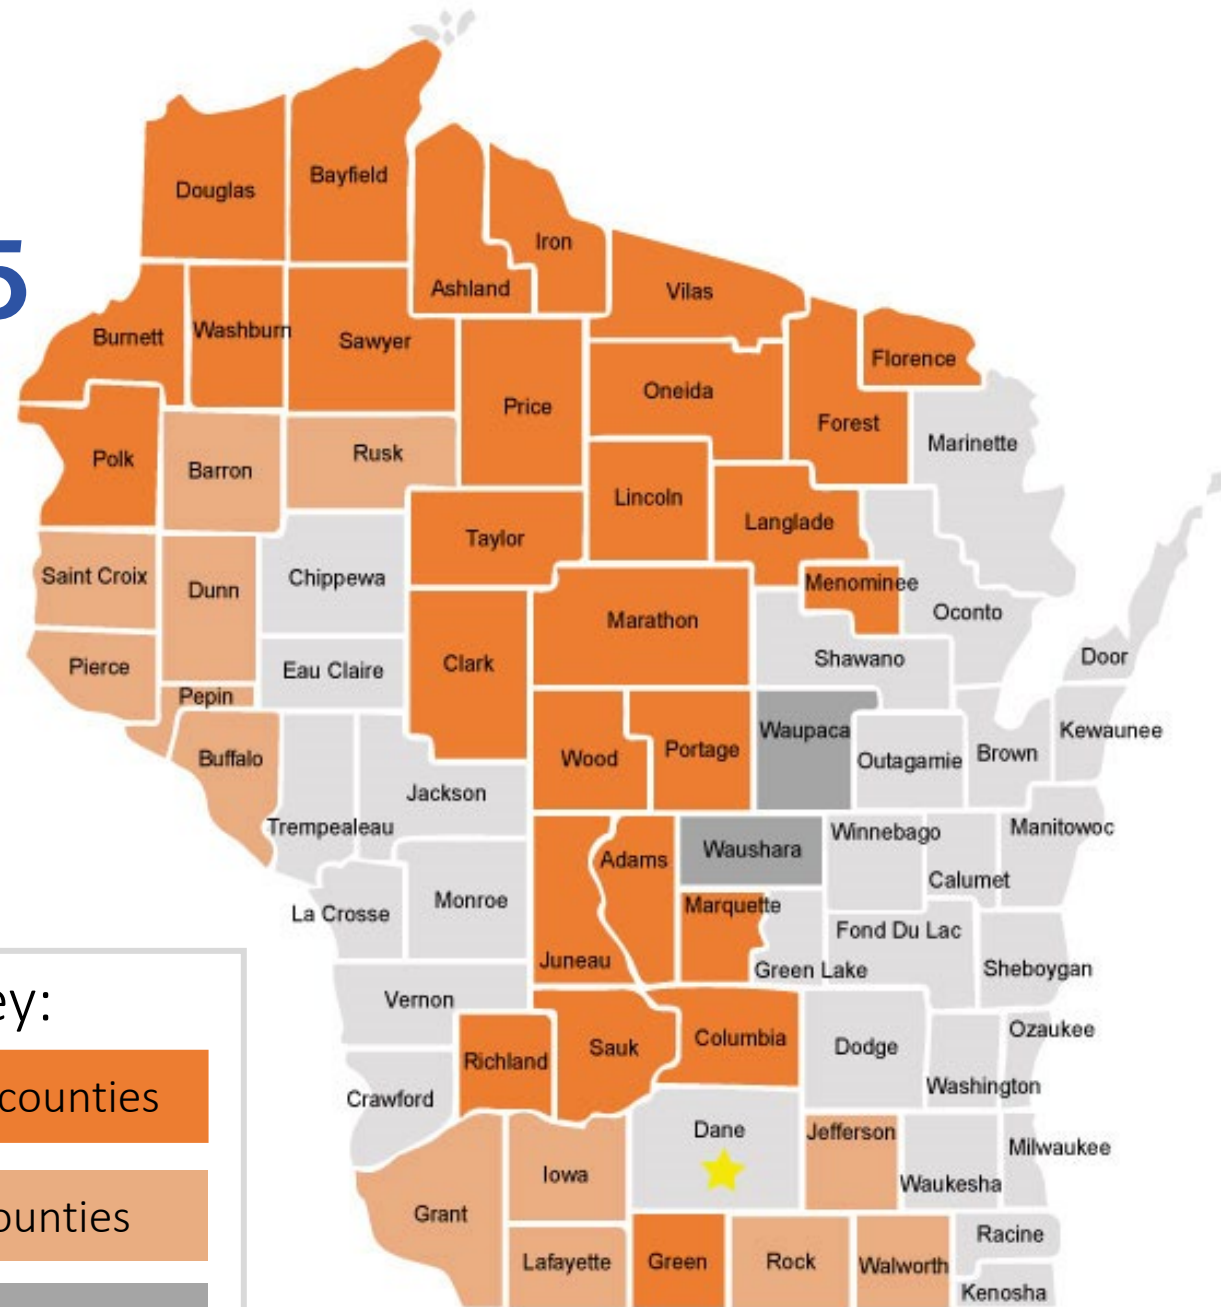 5
Douglas
Bayfield
Iron
Ashland
Vilas
Burnett
Washburn
Sawyer
Florence
Price
Oneida
Forest
Marinette
Polk
Barron
Rusk
Lincoln
Langlade
Taylor
Saint Croix
Dunn
Chippewa
Menominee
Marathon
Oconto
Pierce
Eau Claire
Clark
Shawano
Door
Pepin
Buffalo
Wood
Portage
Waupaca
Outagamie
Brown
Kewaunee
Jackson
Trempealeau
Adams
Waushara
Winnebago
Manitowoc
Calumet
La Crosse
Monroe
Marquette
Fond Du Lac
Juneau
Green Lake
Sheboygan
Vernon
Richland
Sauk
Columbia
Dodge
Ozaukee
Washington
Crawford
Dane
Jefferson
Milwaukee
Iowa
Waukesha
Grant
Racine
Lafayette
Green
Rock
Walworth
Kenosha
ey:
counties
ounties